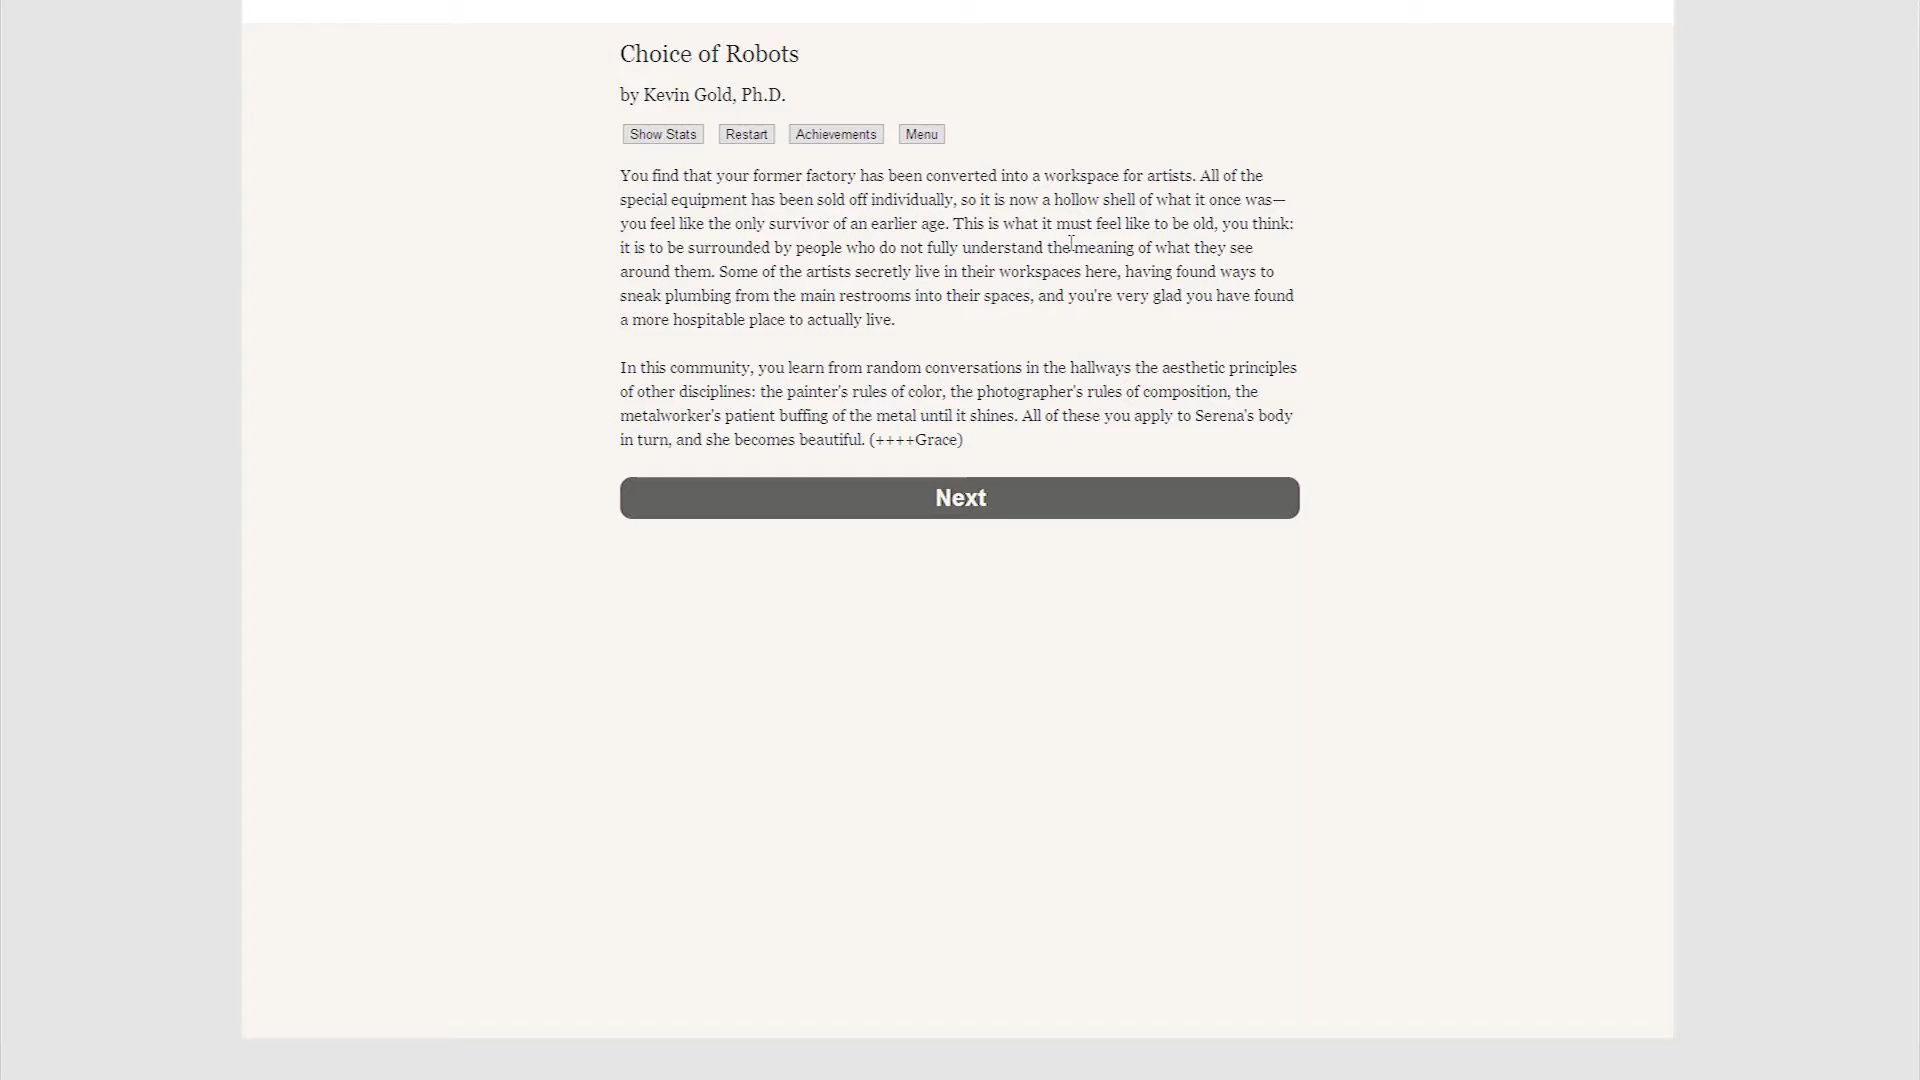 Choice of Robots
by Kevin Gold, Ph.D.
Show Stats Restart Achievements Menu
You find that your former factory has been converted into a workspace for artists. All of the
special equipment has been sold off individually, so it is now a hollow shell of what it once was—
you feel like the only survivor of an earlier age. This is what it must feel like to be old, you think:
it is to be surrounded by people who do not fully understand the meaning of what they see
around them. Some of the artists secretly live in their workspaces here, having found ways to
sneak plumbing from the main restrooms into their spaces, and you're very glad you have found
a more hospitable place to actually live.
In this community, you learn from random conversations in the hallways the aesthetic principles
of other disciplines: the painter's rules of color, the photographer's rules of composition, the
metalworker's patient buffing of the metal until it shines. All of these you apply to Serena's body
in turn, and she becomes beautiful. (++++Grace)
Next